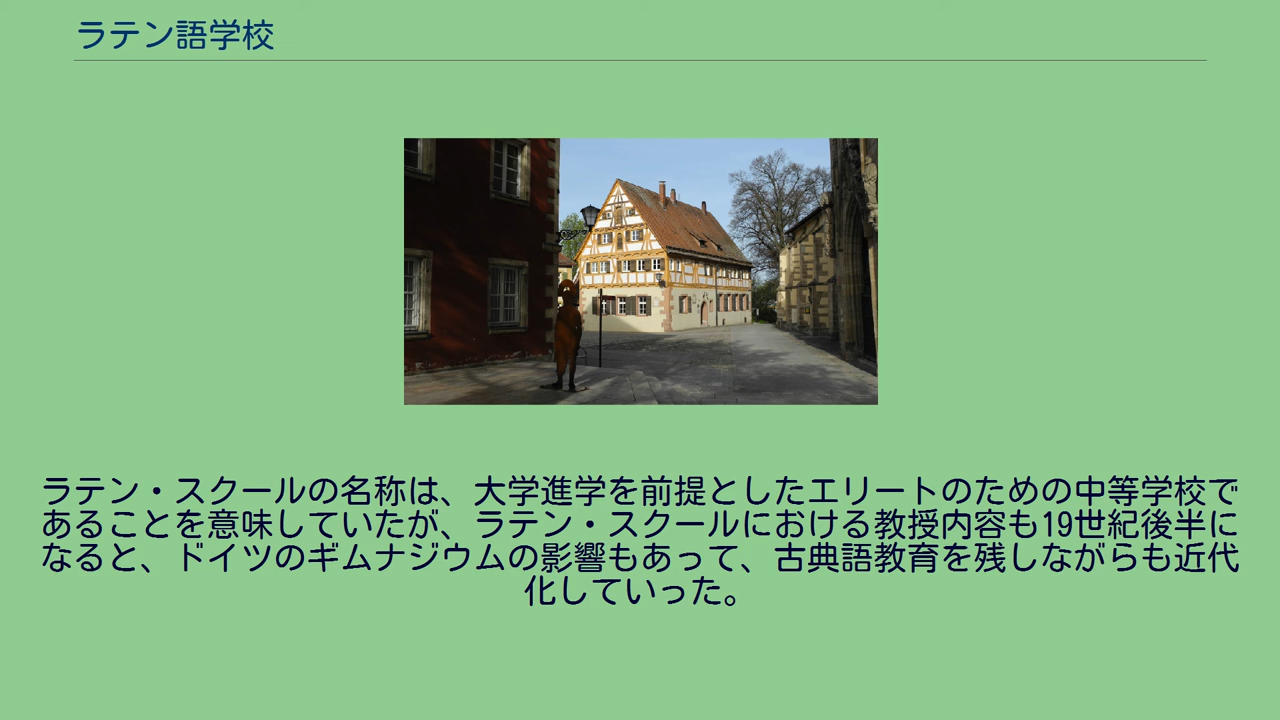 ラテン語学校
ラテン・スクールの名称は、大学進学を前提としたエリートのための中等学校で
あることを意味していたが、ラテン・スクールにおける教授内容も19世紀後半に
なると、ドイツのギムナジウムの影響もあって、古典語教育を残しながらも近代
化していった。